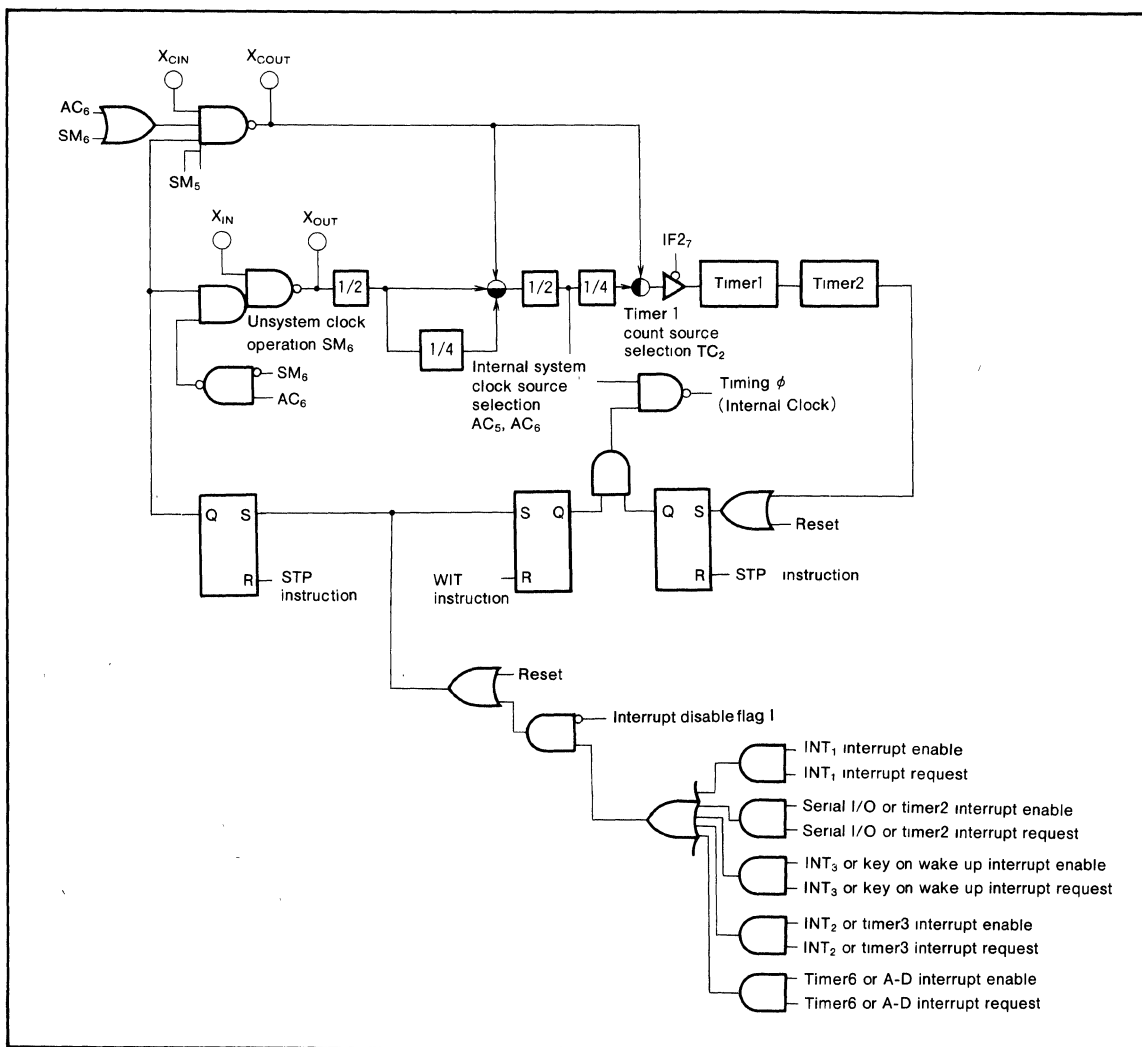 X_CIN X_COUT
AC₆
SM₆
SM₅
X_IN X_OUT
IF2₇
1/2 1/2 1/4 Timer1 Timer2
Unsystem clock
operation SM₆
1/4
Timer 1
count source
selection TC₂
Internal system
clock source
selection
AC₅, AC₆
SM₆
AC₆
Timing ϕ
(Internal Clock)
Q S S Q Q S
Reset
R STP
instruction
WIT R
instruction
R STP instruction
Reset
Interrupt disable flag I
INT₁ interrupt enable
INT₁ interrupt request
Serial I/O or timer2 interrupt enable
Serial I/O or timer2 interrupt request
INT₃ or key on wake up interrupt enable
INT₃ or key on wake up interrupt request
INT₂ or timer3 interrupt enable
INT₂ or timer3 interrupt request
Timer6 or A-D interrupt enable
Timer6 or A-D interrupt request